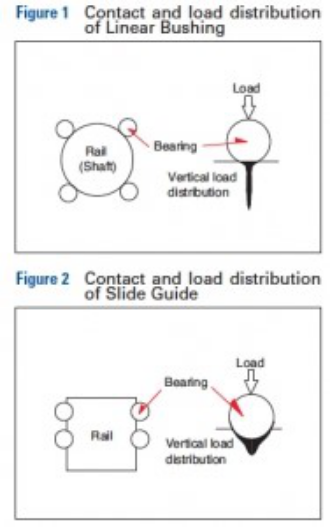 Figure 1 Contact and load distribution
of Linear Bushing
Load
Rail
(Shaft)
Bearing
Vertical load
distribution
Figure 2 Contact and load distribution
of Slide Guide
Load
Bearing
Rail
Vertical load
distribution